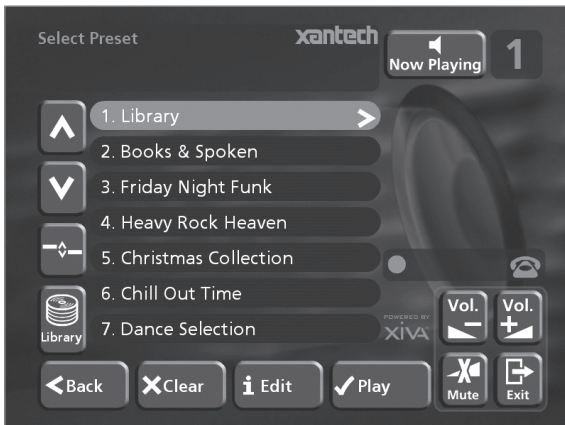 Select Preset
xantech
Now Playing
1
1. Library
2. Books & Spoken
3. Friday Night Funk
4. Heavy Rock Heaven
5. Christmas Collection
6. Chill Out Time
7. Dance Selection
Library
POWERED BY
XiVA
Vol.
Vol.
Back
Clear
i Edit
Play
Mute
Exit